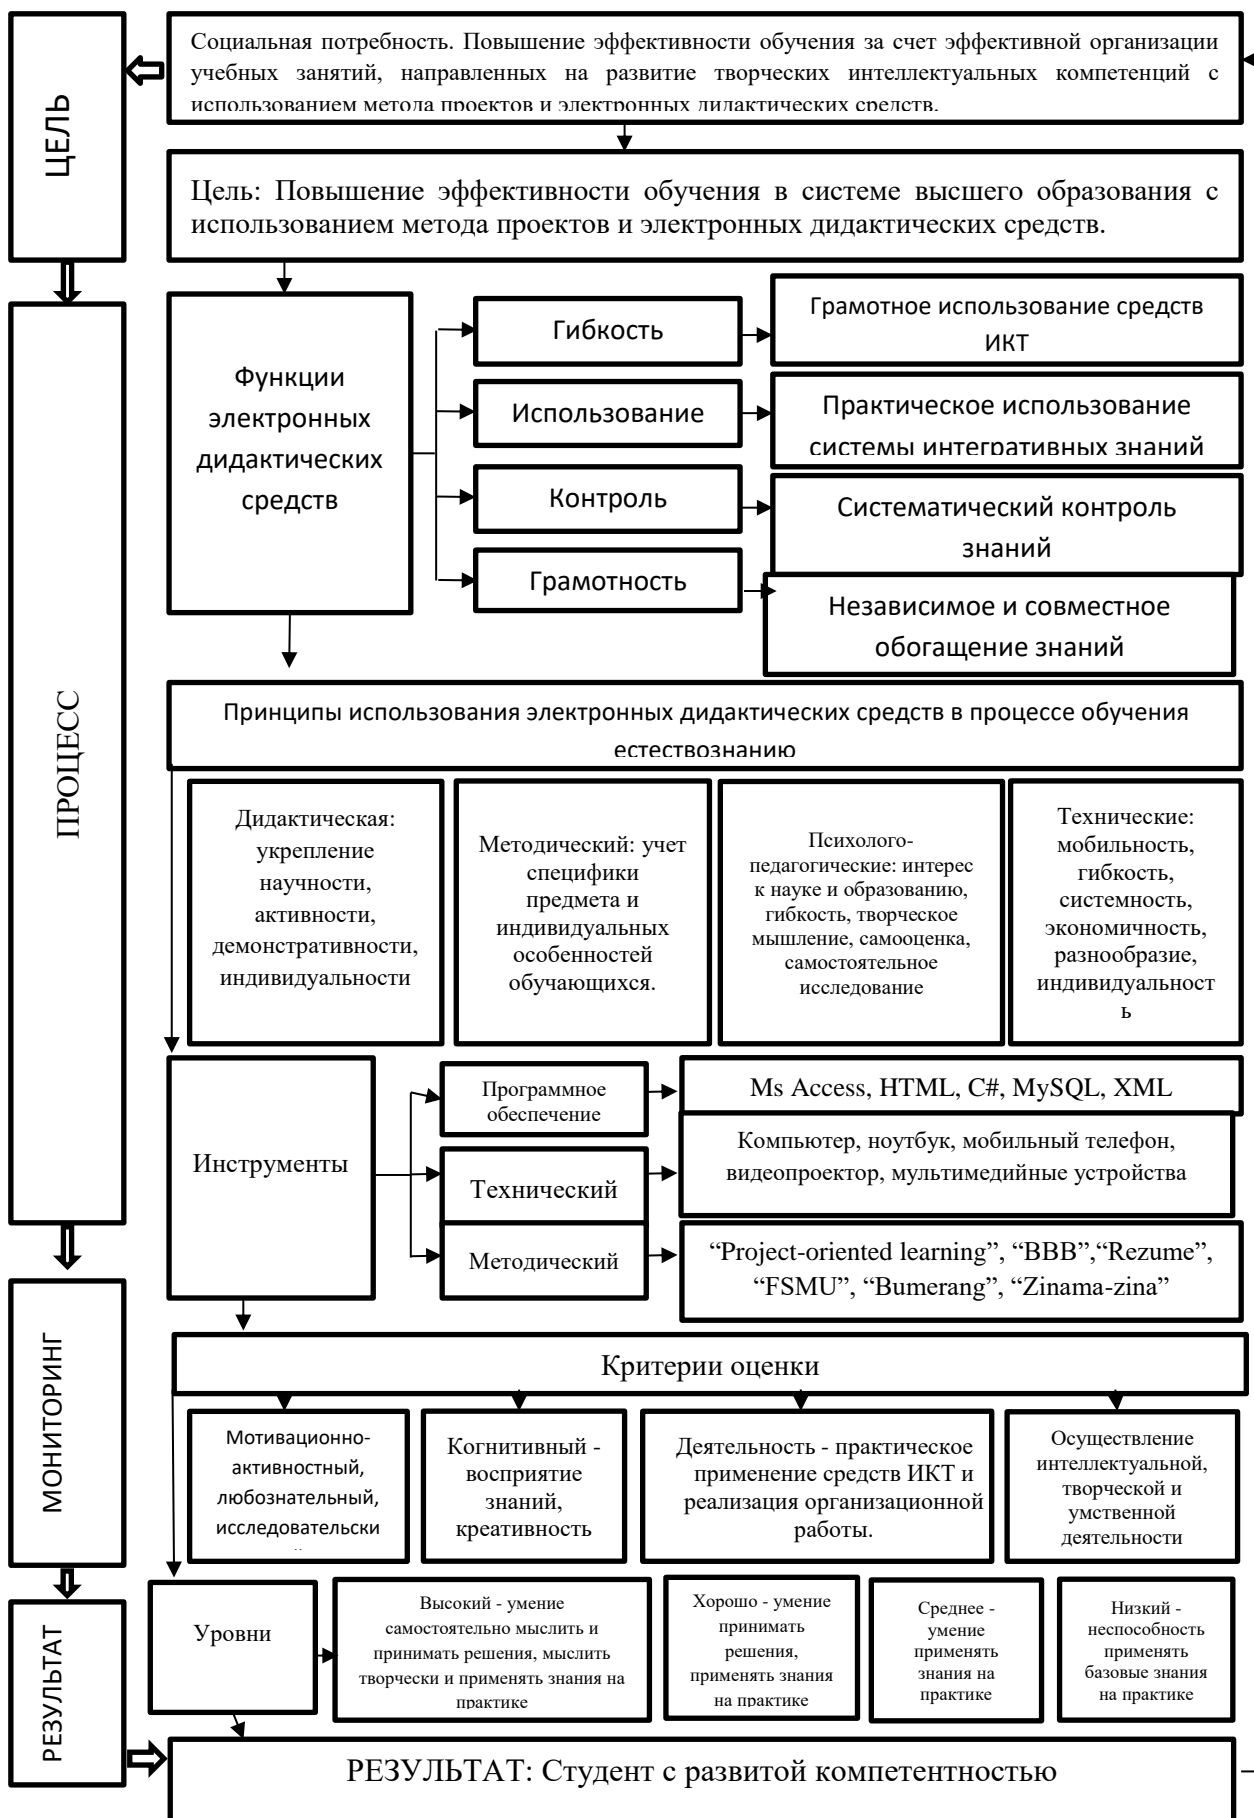 ЦЕЛЬ
Социальная потребность. Повышение эффективности обучения за счет эффективной организации
учебных занятий, направленных на развитие творческих интеллектуальных компетенций с
использованием метода проектов и электронных дидактических средств.
Цель: Повышение эффективности обучения в системе высшего образования с
использованием метода проектов и электронных дидактических средств.
ПРОЦЕСС
Функции
электронных
дидактических
средств
Гибкость
Грамотное использование средств
ИКТ
Использование
Практическое использование
системы интегративных знаний
Контроль
Систематический контроль
знаний
Грамотность
Независимое и совместное
обогащение знаний
Принципы использования электронных дидактических средств в процессе обучения
естествознанию
Дидактическая:
укрепление
научности,
активности,
демонстративности,
индивидуальности
Методический: учет
специфики
предмета и
индивидуальных
особенностей
обучающихся.
Психолого-
педагогические: интерес
к науке и образованию,
гибкость, творческое
мышление, самооценка,
самостоятельное
исследование
Технические:
мобильность,
гибкость,
системность,
экономичность,
разнообразие,
индивидуальност
ь
Инструменты
Программное
обеспечение
Ms Access, HTML, C#, MySQL, XML
Технический
Компьютер, ноутбук, мобильный телефон,
видеопроектор, мультимедийные устройства
Методический
“Project-oriented learning”, “BBB”,“Rezume”,
“FSMU”, “Bumerang”, “Zinama-zina”
МОНИТОРИНГ
Критерии оценки
Мотивационно-
активностный,
любознательный,
исследовательски
Когнитивный -
восприятие
знаний,
креативность
Деятельность - практическое
применение средств ИКТ и
реализация организационной
работы.
Осуществление
интеллектуальной,
творческой и
умственной
деятельности
РЕЗУЛЬТАТ
Уровни
Высокий - умение
самостоятельно мыслить и
принимать решения, мыслить
творчески и применять знания на
практике
Хорошо - умение
принимать
решения,
применять знания
на практике
Среднее -
умение
применять
знания на
практике
Низкий -
неспособность
применять
базовые знания
на практике
РЕЗУЛЬТАТ: Студент с развитой компетентностью